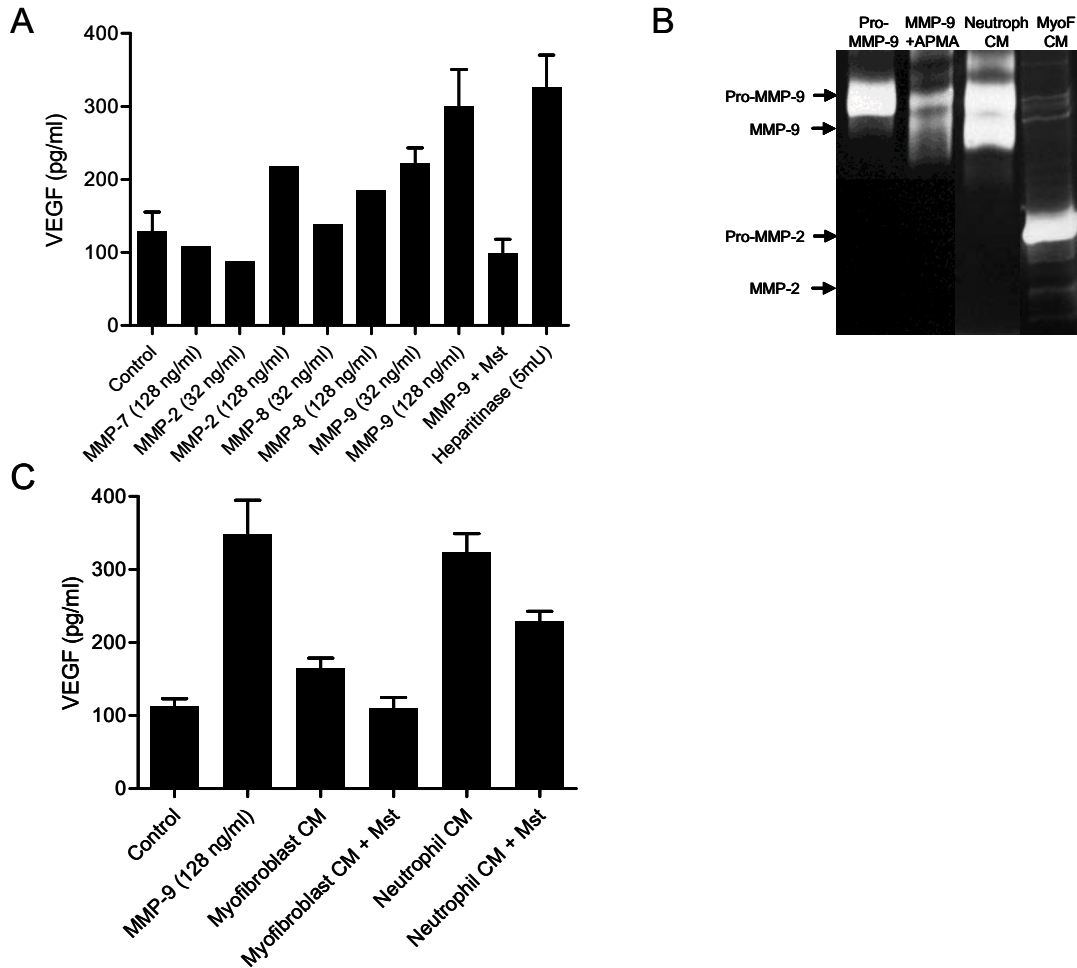 A
400
300
200
100
0
VEGF (pg/ml)
Control
MMP-7 (128 ng/ml)
MMP-2 (32 ng/ml)
MMP-2 (128 ng/ml)
MMP-8 (32 ng/ml)
MMP-8 (128 ng/ml)
MMP-9 (32 ng/ml)
MMP-9 (128 ng/ml)
MMP-9 + Mst
Heparitinase (5mU)
B
Pro- MMP-9 Neutroph MyoF
MMP-9 +APMA CM CM
Pro-MMP-9
MMP-9
Pro-MMP-2
MMP-2
C
400
300
200
100
0
VEGF (pg/ml)
Control
MMP-9 (128 ng/ml)
Myofibroblast CM
Myofibroblast CM + Mst
Neutrophil CM
Neutrophil CM + Mst